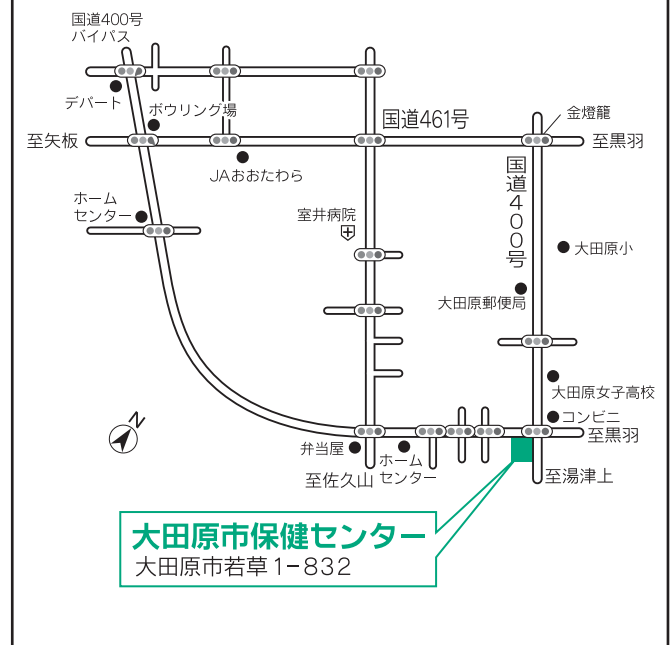 国道400号
バイパス
デパート
ボウリング場
国道461号
金燈籠
至矢板
至黒羽
JAおおたわら
国道400号
ホーム
センター
室井病院
大田原小
大田原郵便局
大田原女子高校
コンビニ
至黒羽
弁当屋
ホーム
センター
至佐久山
至湯津上
N
大田原市保健センター
大田原市若草1-832